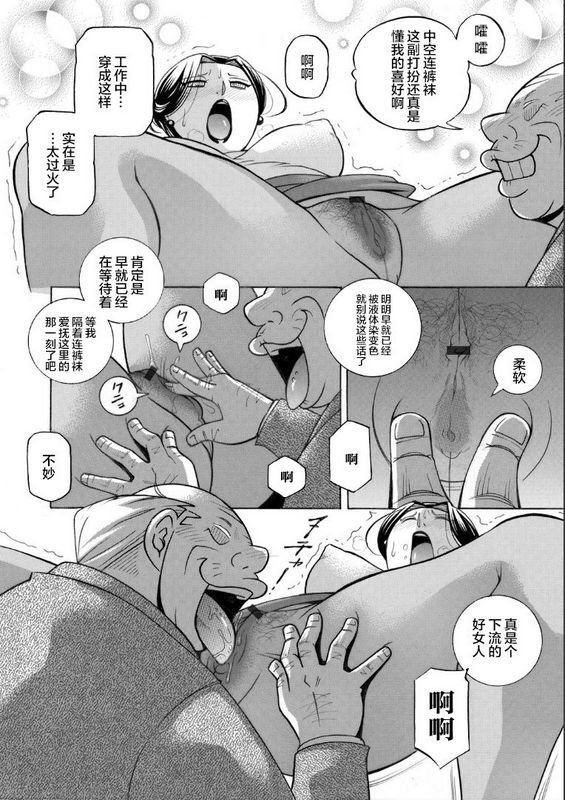 嚯
嚯
中空连裤袜
这副打扮还真是
懂我的喜好啊
啊
啊
工作中…
穿成这样
实在是
…太过火了
明明早就已经
被液体染变色
就别说这些话了
柔软
啊
肯定是
早就已经
在等待着
クニ
クニ
等我
隔着连裤袜
爱抚这里的
那一刻了吧
不妙
啊
啊
真是个
下流的
好女人
啊
啊